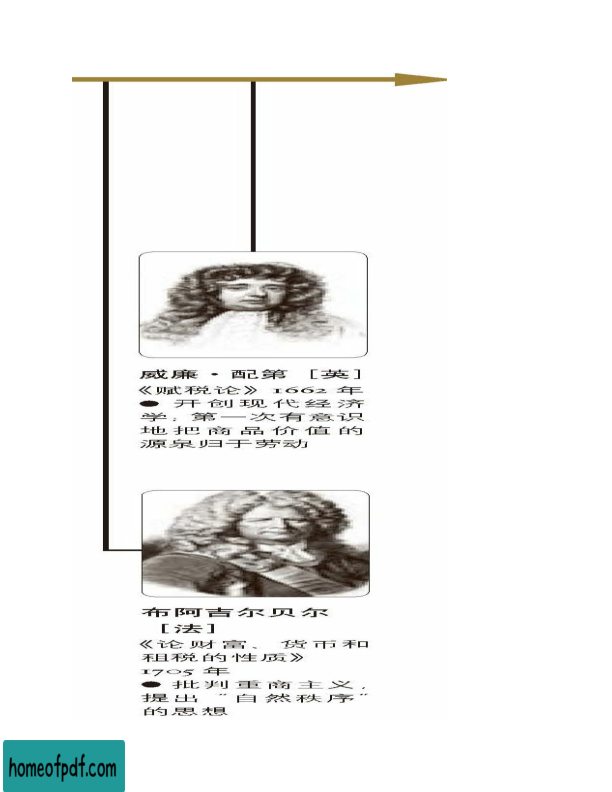 威廉·配第 [英]
《赋税论》 1662 年
● 开创现代经济
学，第一次有意识
地把商品价值的
源泉归于劳动
布阿吉尔贝尔
[法]
《论财富、货币和
租税的性质》
1705 年
● 批判重商主义，
提出“自然秩序”
的思想
homeofpdf.com